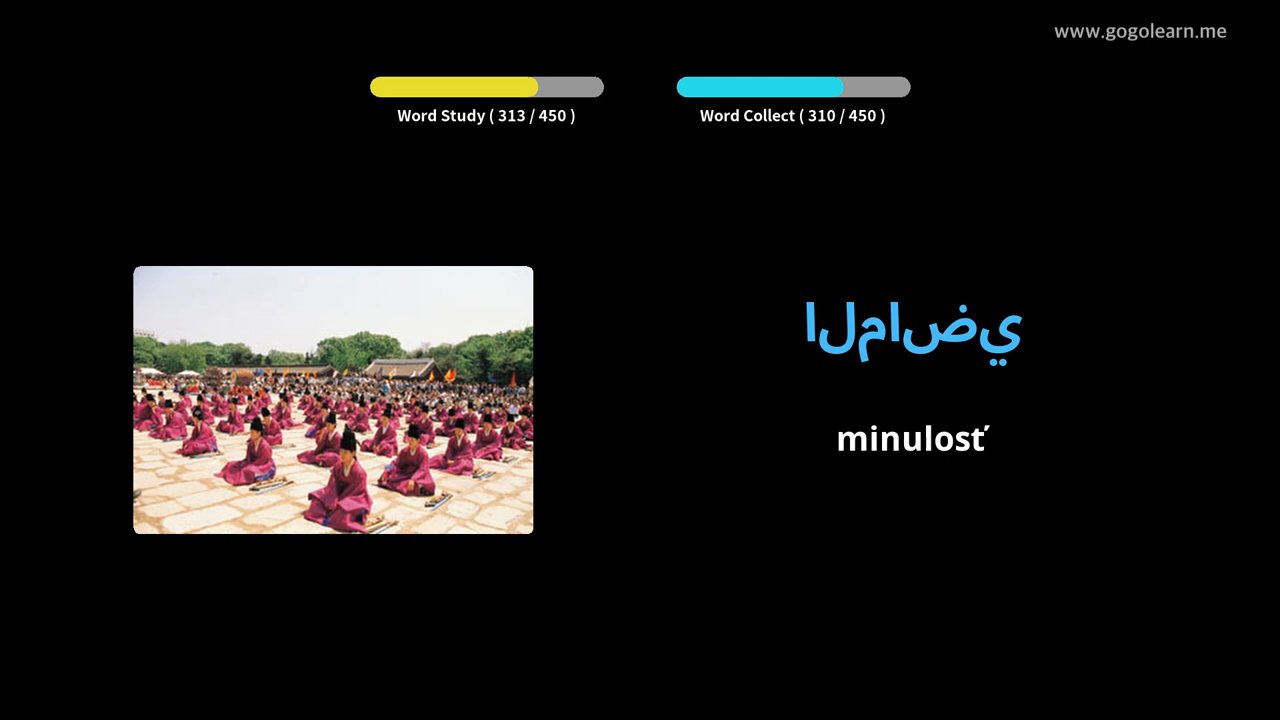 www.gogolearn.me
Word Study ( 313 / 450 )
Word Collect ( 310 / 450 )
الماضي
minulosť